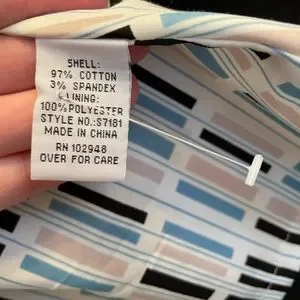 SHELL:
97% COTTON
3% SPANDEX
LINING:
100% POLYESTER
STYLE NO.:S7181
MADE IN CHINA
RN 102948
OVER FOR CARE